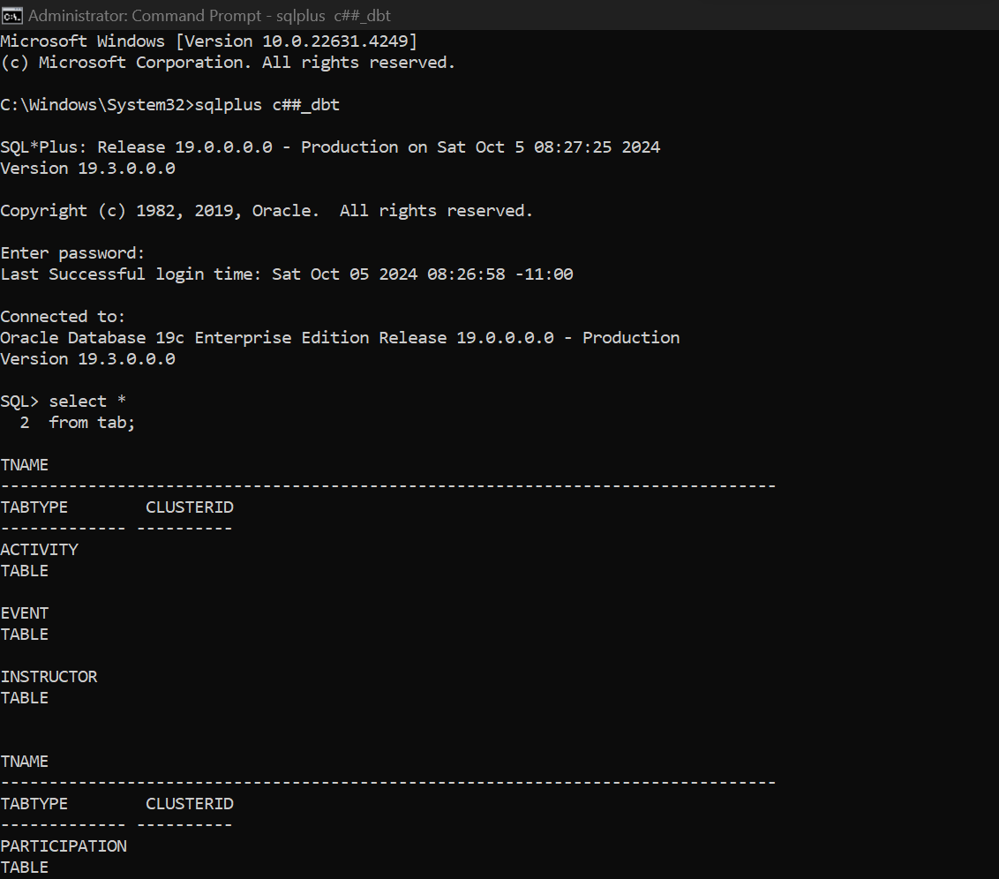 Administrator: Command Prompt - sqlplus  c##_dbt
Microsoft Windows [Version 10.0.22631.4249]
(c) Microsoft Corporation. All rights reserved.
C:\Windows\System32>sqlplus c##_dbt
SQL*Plus: Release 19.0.0.0.0 - Production on Sat Oct 5 08:27:25 2024
Version 19.3.0.0.0
Copyright (c) 1982, 2019, Oracle.  All rights reserved.
Enter password:
Last Successful login time: Sat Oct 05 2024 08:26:58 -11:00
Connected to:
Oracle Database 19c Enterprise Edition Release 19.0.0.0.0 - Production
Version 19.3.0.0.0
SQL> select *
  2  from tab;
TNAME
--------------------------------------------------------------------------------
TABTYPE        CLUSTERID
------------- ----------
ACTIVITY
TABLE
EVENT
TABLE
INSTRUCTOR
TABLE
TNAME
--------------------------------------------------------------------------------
TABTYPE        CLUSTERID
------------- ----------
PARTICIPATION
TABLE